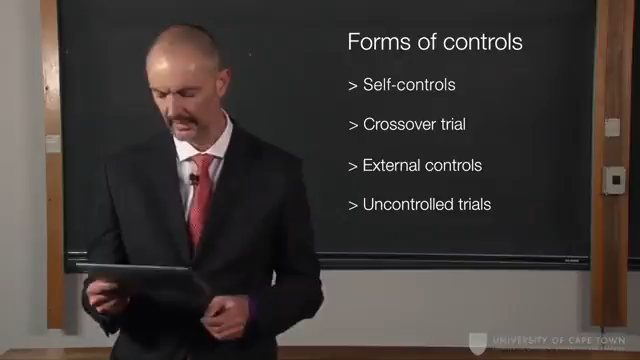 Forms of controls
> Self-controls
> Crossover trial
> External controls
> Uncontrolled trials
UNIVERSITY OF CAPE TOWN